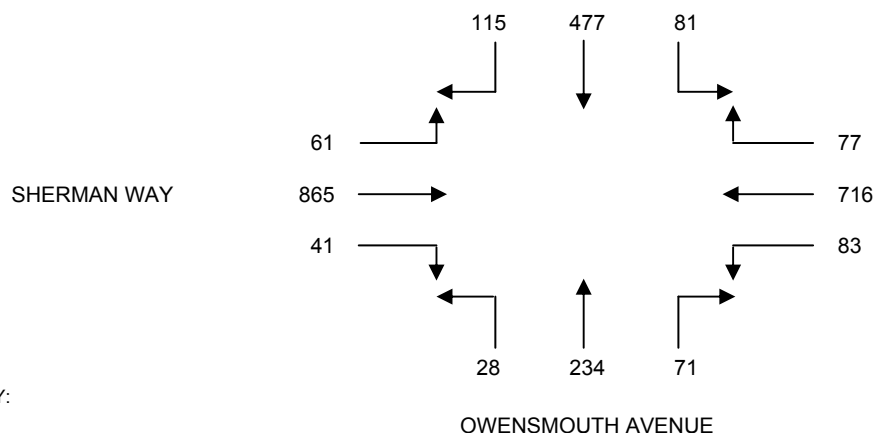 115 477 81
61 77
SHERMAN WAY 865 716
41 83
28 234 71
Y:
OWENSMOUTH AVENUE